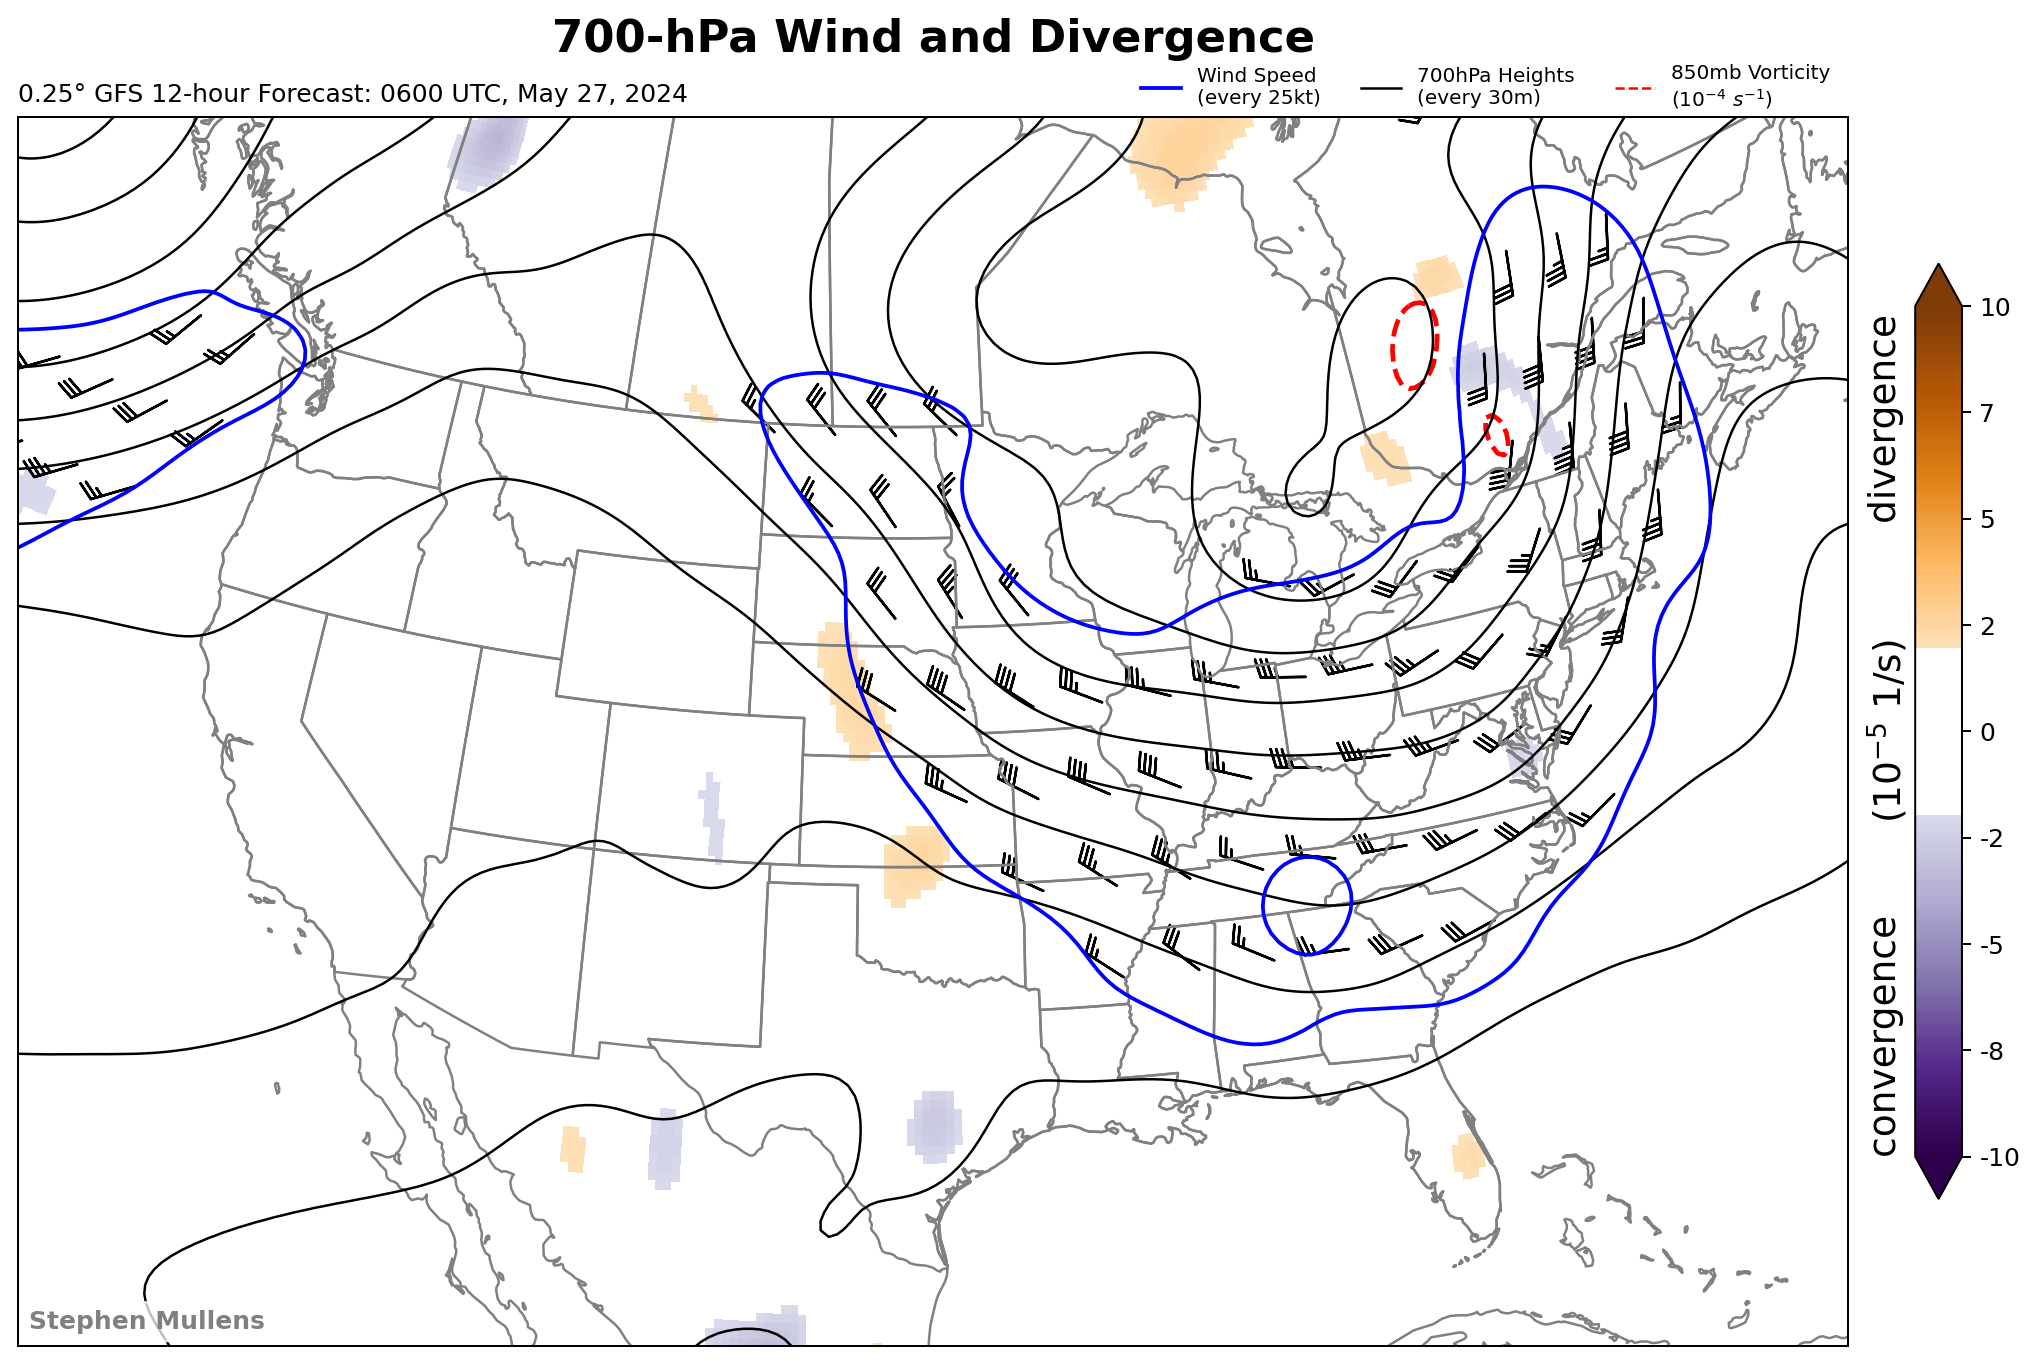 700-hPa Wind and Divergence
0.25° GFS 12-hour Forecast: 0600 UTC, May 27, 2024
Wind Speed
(every 25kt)
700hPa Heights
(every 30m)
850mb Vorticity
(10⁻⁴ s⁻¹)
10
7
5
2
0
-2
-5
-8
-10
convergence (10⁻⁵ 1/s) divergence
Stephen Mullens